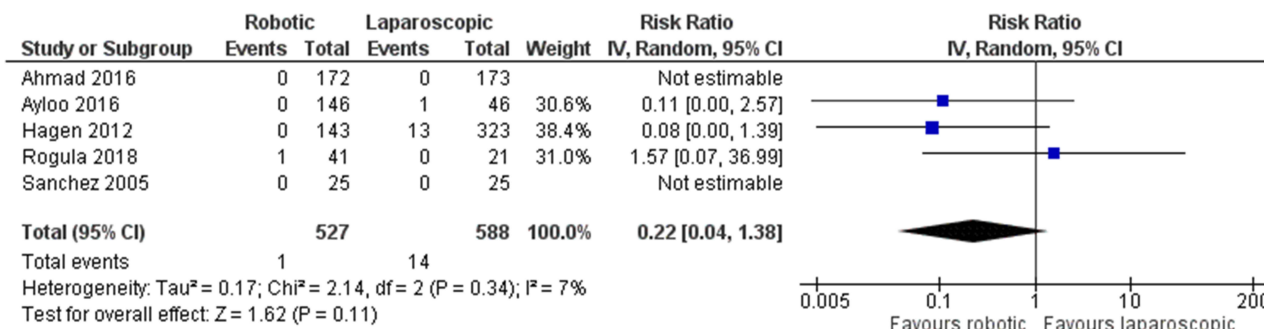 Robotic Laparoscopic Risk Ratio Risk Ratio
Study or Subgroup Events Total Events Total Weight IV, Random, 95% CI IV, Random, 95% CI
Ahmad 2016 0 172 0 173 Not estimable
Ayloo 2016 0 146 1 46 30.6% 0.11 [0.00, 2.57]
Hagen 2012 0 143 13 323 38.4% 0.08 [0.00, 1.39]
Rogula 2018 1 41 0 21 31.0% 1.57 [0.07, 36.99]
Sanchez 2005 0 25 0 25 Not estimable
Total (95% CI) 527 588 100.0% 0.22 [0.04, 1.38]
Total events 1 14
Heterogeneity: Tau² = 0.17; Chi² = 2.14, df = 2 (P = 0.34); I² = 7%
Test for overall effect: Z = 1.62 (P = 0.11)
0.005 0.1 1 10 20
Favours robotic Favours laparoscopic